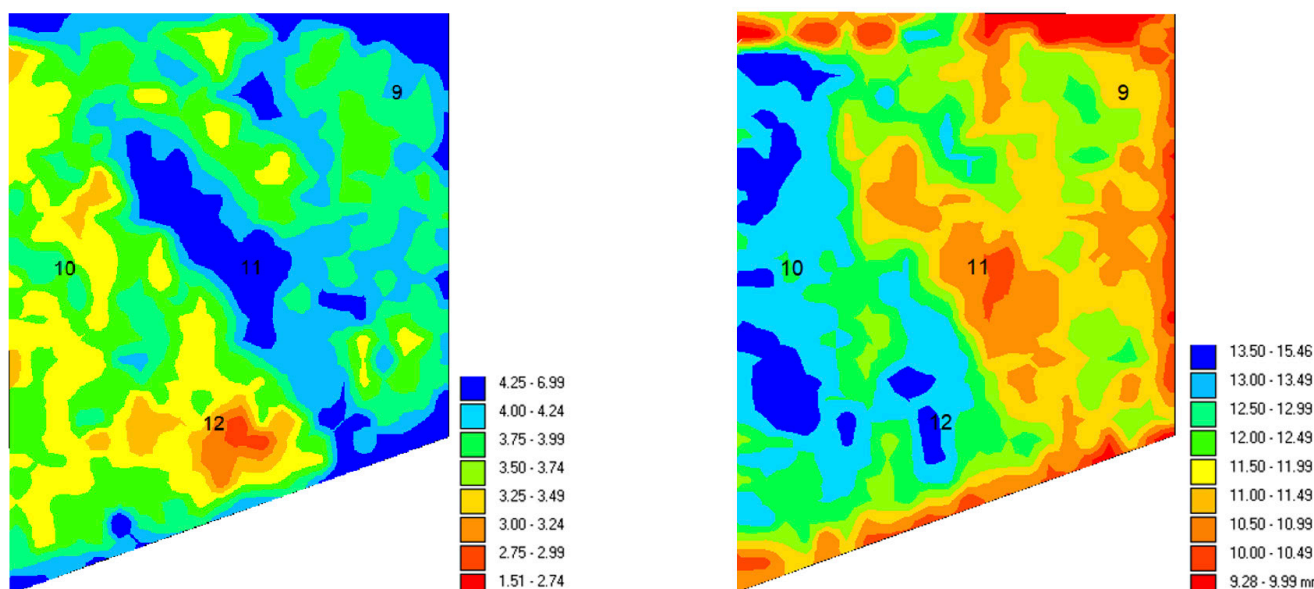 9
10
11
12
4.25 - 6.99
4.00 - 4.24
3.75 - 3.99
3.50 - 3.74
3.25 - 3.49
3.00 - 3.24
2.75 - 2.99
1.51 - 2.74
9
10
11
12
13.50 - 15.46
13.00 - 13.49
12.50 - 12.99
12.00 - 12.49
11.50 - 11.99
11.00 - 11.49
10.50 - 10.99
10.00 - 10.49
9.28 - 9.99